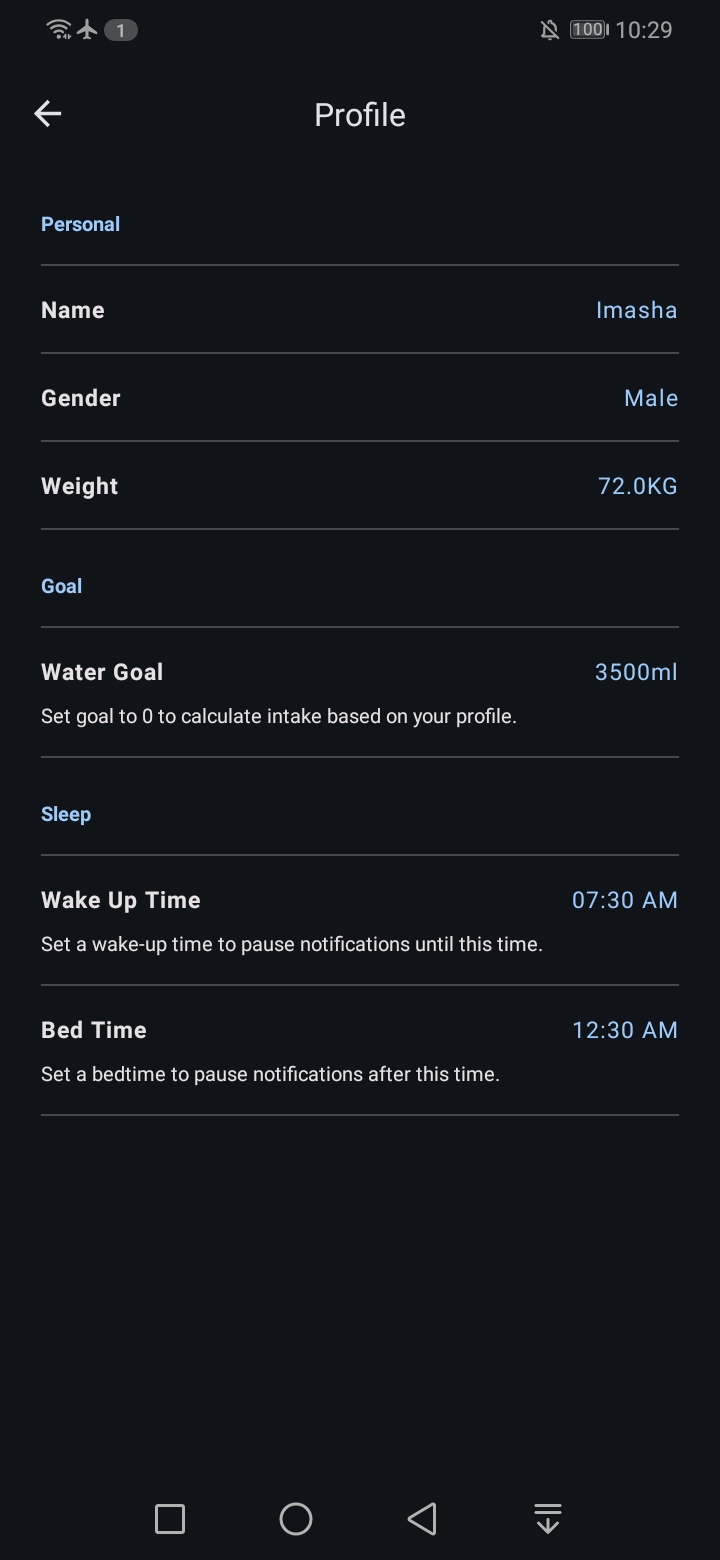 1
100 10:29
Profile
Personal
Name Imasha
Gender Male
Weight 72.0KG
Goal
Water Goal 3500ml
Set goal to 0 to calculate intake based on your profile.
Sleep
Wake Up Time 07:30 AM
Set a wake-up time to pause notifications until this time.
Bed Time 12:30 AM
Set a bedtime to pause notifications after this time.